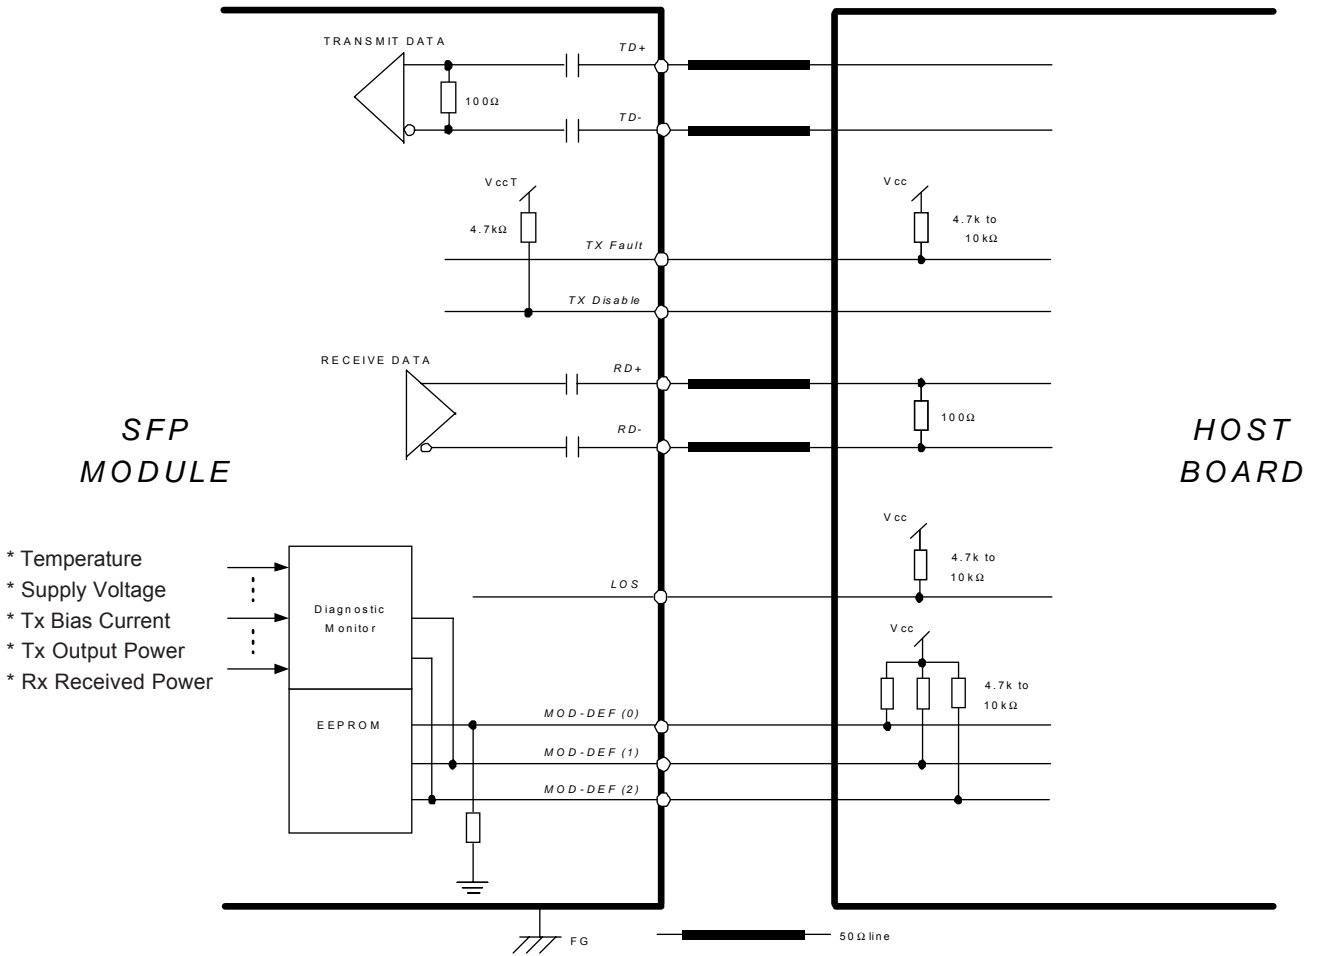 TRANSMIT DATA
TD+
100Ω
TD-
VccT
4.7kΩ
TX Fault
TX Disable
Vcc
4.7k to
10kΩ
RECEIVE DATA
RD+
RD-
100Ω
SFP
MODULE
HOST
BOARD
* Temperature
* Supply Voltage
* Tx Bias Current
* Tx Output Power
* Rx Received Power
Diagnostic
Monitor
EEPROM
LOS
Vcc
4.7k to
10kΩ
Vcc
4.7k to
10kΩ
MOD-DEF(0)
MOD-DEF(1)
MOD-DEF(2)
FG
50Ωline